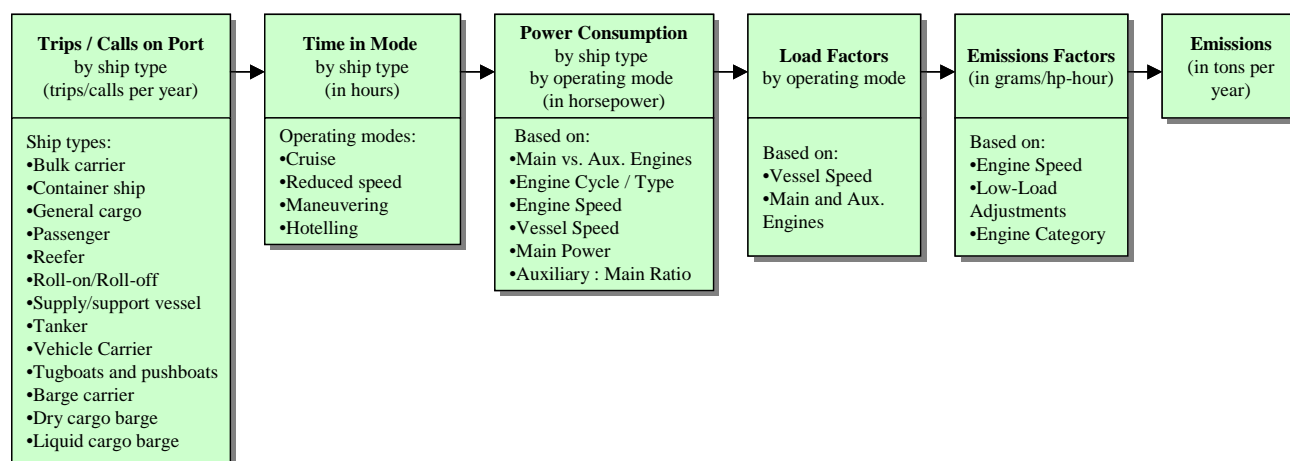 Trips / Calls on Port
by ship type
(trips/calls per year)
Ship types:
•Bulk carrier
•Container ship
•General cargo
•Passenger
•Reefer
•Roll-on/Roll-off
•Supply/support vessel
•Tanker
•Vehicle Carrier
•Tugboats and pushboats
•Barge carrier
•Dry cargo barge
•Liquid cargo barge
Time in Mode
by ship type
(in hours)
Operating modes:
•Cruise
•Reduced speed
•Maneuvering
•Hotelling
Power Consumption
by ship type
by operating mode
(in horsepower)
Based on:
•Main vs. Aux. Engines
•Engine Cycle / Type
•Engine Speed
•Vessel Speed
•Main Power
•Auxiliary : Main Ratio
Load Factors
by operating mode
Based on:
•Vessel Speed
•Main and Aux.
Engines
Emissions Factors
(in grams/hp-hour)
Based on:
•Engine Speed
•Low-Load
Adjustments
•Engine Category
Emissions
(in tons per
year)